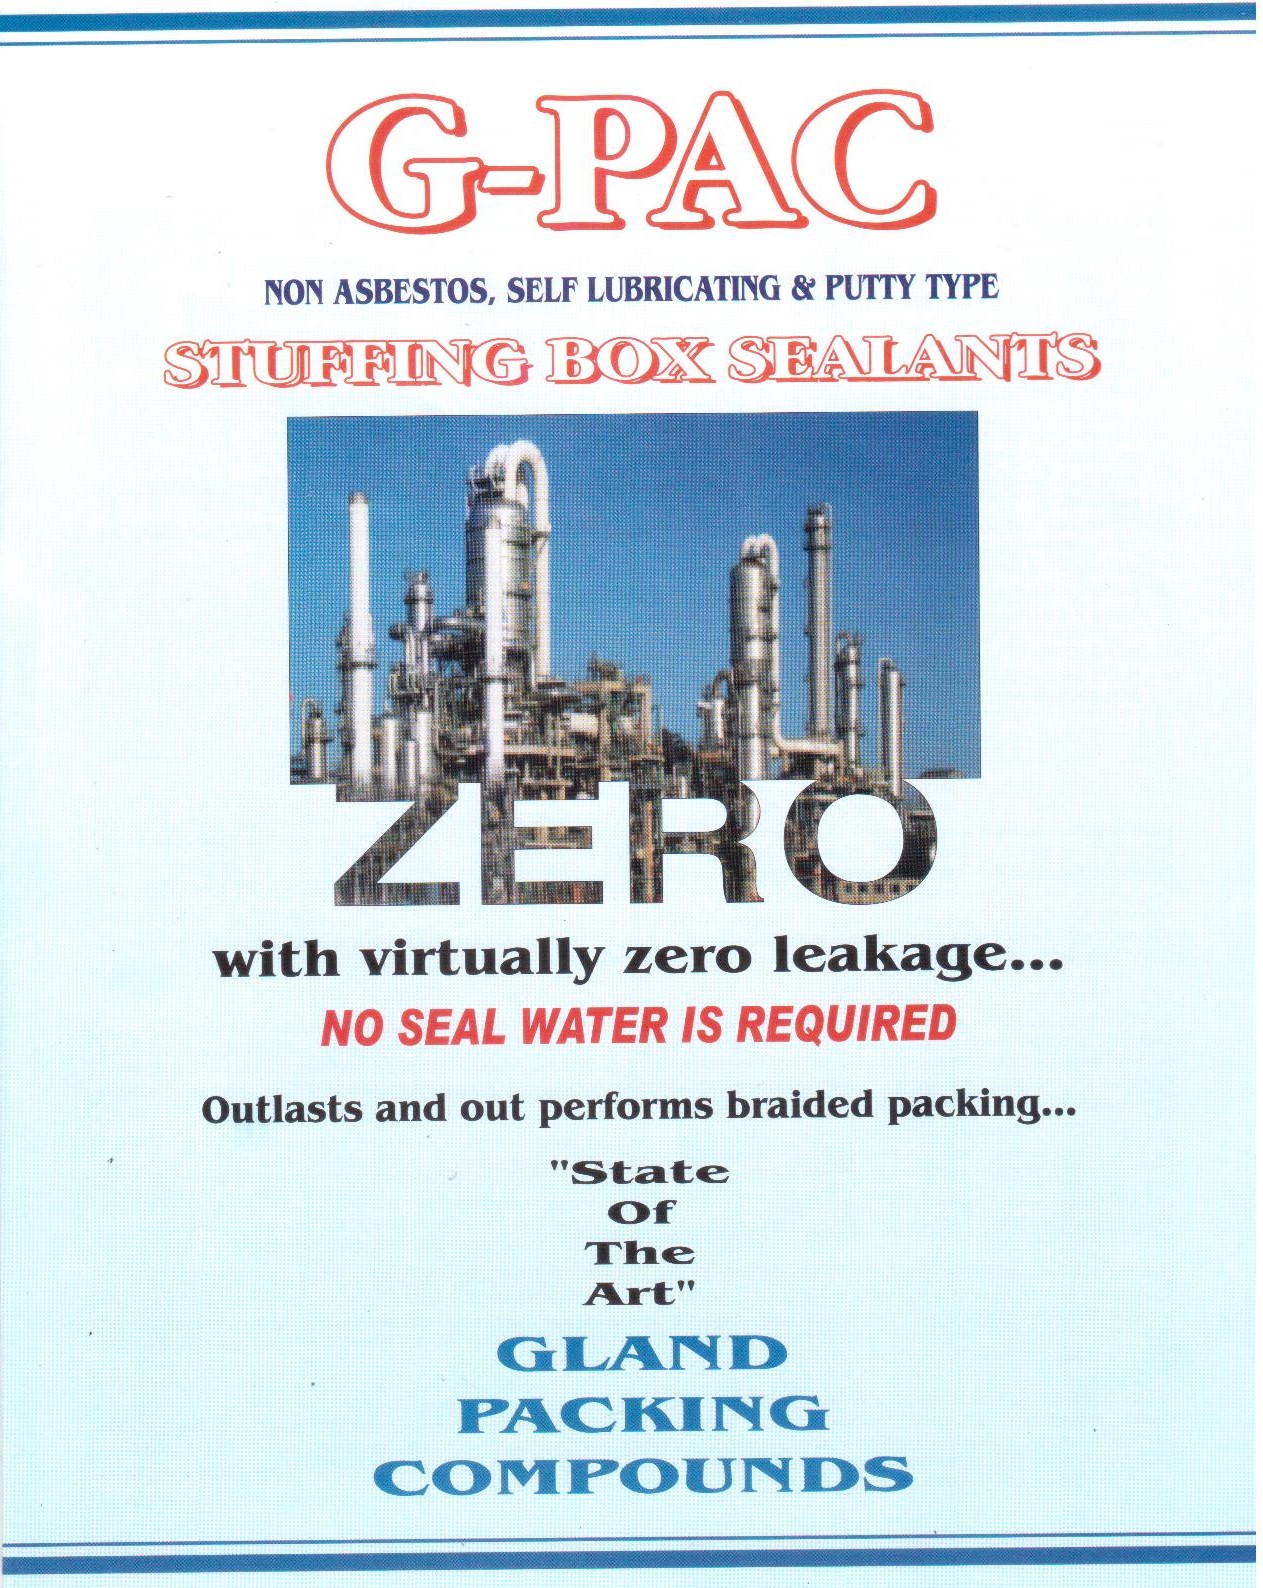 G-PAC
NON ASBESTOS, SELF LUBRICATING & PUTTY TYPE
STUFFING BOX SEALANTS
ZERO
with virtually zero leakage...
NO SEAL WATER IS REQUIRED
Outlasts and out performs braided packing...
"State
Of
The
Art"
GLAND
PACKING
COMPOUNDS